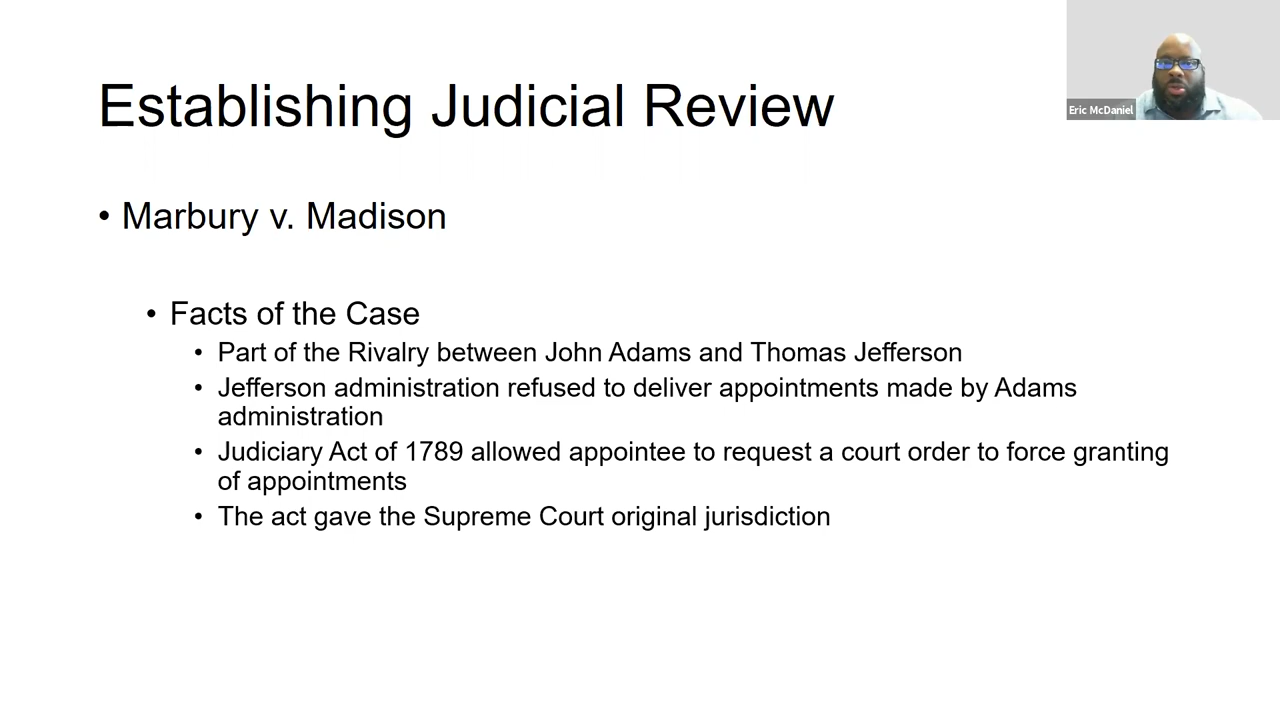 Establishing Judicial Review
Eric McDaniel
• Marbury v. Madison
• Facts of the Case
• Part of the Rivalry between John Adams and Thomas Jefferson
• Jefferson administration refused to deliver appointments made by Adams
administration
• Judiciary Act of 1789 allowed appointee to request a court order to force granting
of appointments
• The act gave the Supreme Court original jurisdiction